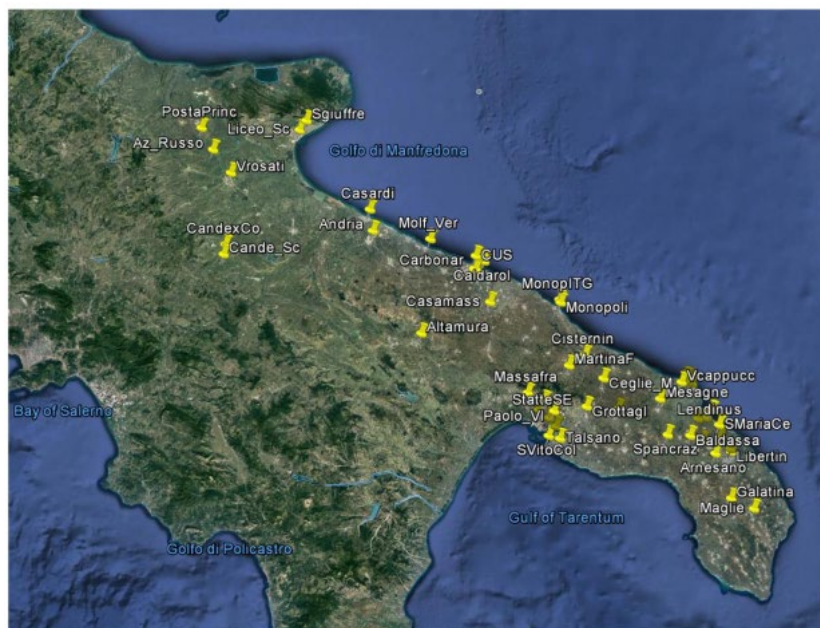 PostaPrinc
Sgiuffre
Liceo_Sc
Az_Russo
Golfo di Manfredona
Vrosati
Casardi
Andria
Molf_Ver
CandexCo,
Cande_Sc
Carbonar
CUS
Caldarol
MonopITG
Casamass
Monopoli
Altamura
Cisternin
MartinaF
Massafra
Ceglie_M
Vcappucc
Mesagne
Bay of Salerno
StatteSE
Paolo_VI
Grottagl
Lendinus
SMariaCe
SVitoCol
Talsano
Spancraz
Baldassa
Libertin
Arnesano
Galatina
Maglie
Gulf of Tarentum
Golfo di Policastro